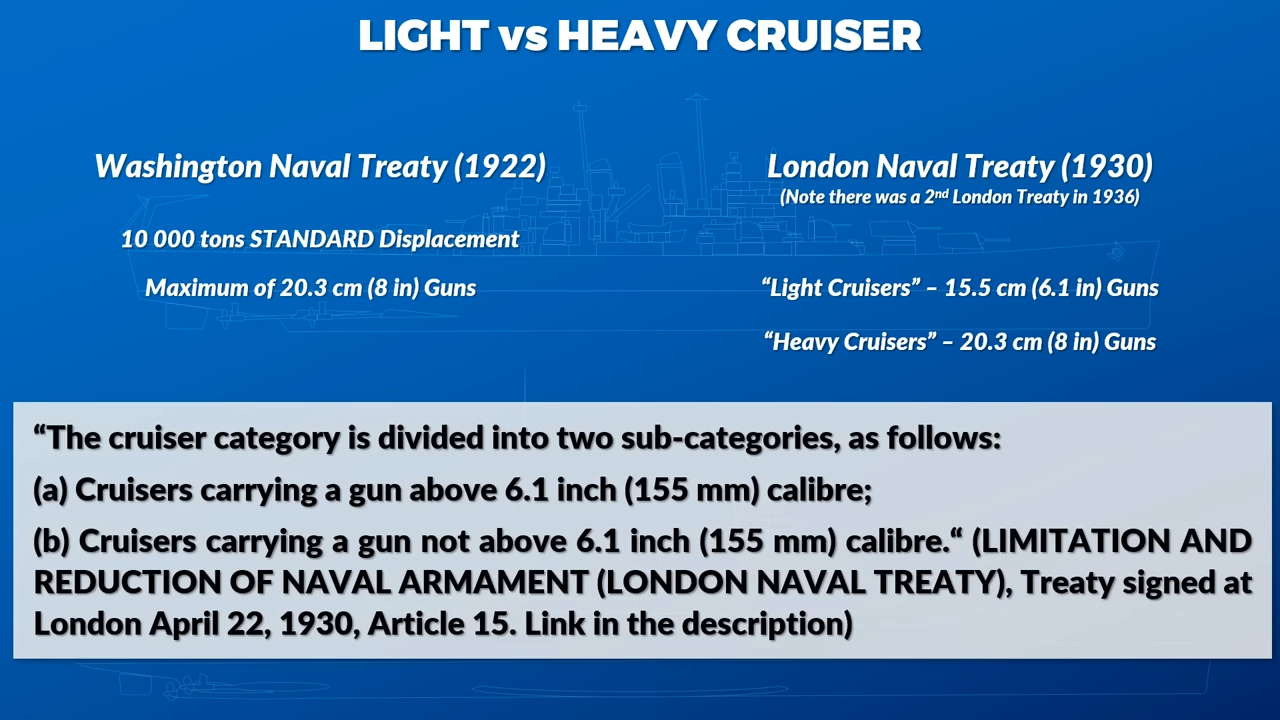 LIGHT vs HEAVY CRUISER
Washington Naval Treaty (1922)
10 000 tons STANDARD Displacement
Maximum of 20.3 cm (8 in) Guns
London Naval Treaty (1930)
(Note there was a 2nd London Treaty in 1936)
“Light Cruisers” – 15.5 cm (6.1 in) Guns
“Heavy Cruisers” – 20.3 cm (8 in) Guns
“The cruiser category is divided into two sub-categories, as follows:
(a) Cruisers carrying a gun above 6.1 inch (155 mm) calibre;
(b) Cruisers carrying a gun not above 6.1 inch (155 mm) calibre.“ (LIMITATION AND
REDUCTION OF NAVAL ARMAMENT (LONDON NAVAL TREATY), Treaty signed at
London April 22, 1930, Article 15. Link in the description)